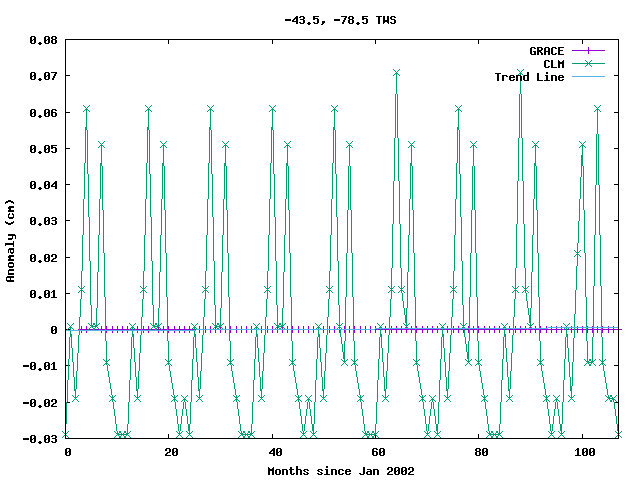 -43.5, -78.5 TWS
0.08
0.07
0.06
0.05
0.04
0.03
0.02
0.01
0
-0.01
-0.02
-0.03
Anomaly (cm)
GRACE
CLM
Trend Line
0 20 40 60 80 100
Months since Jan 2002